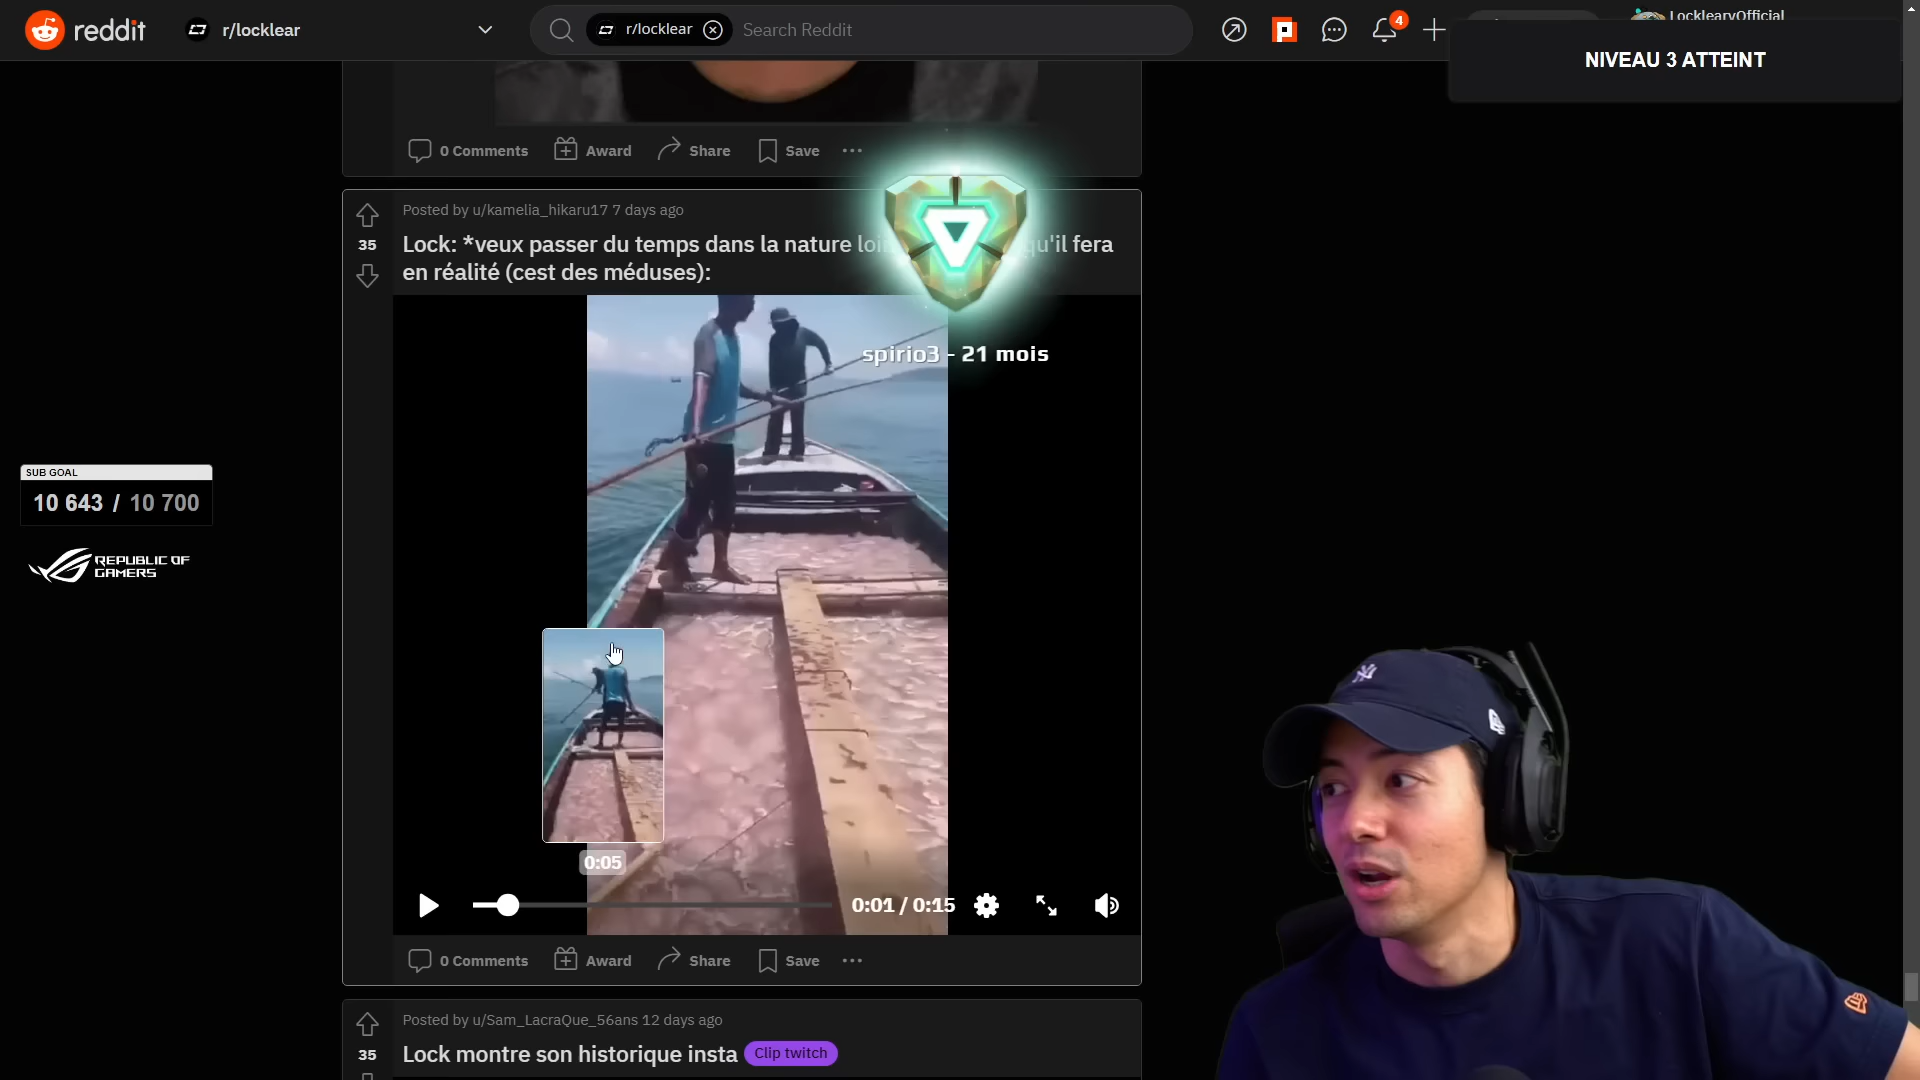 reddit
r/locklear
r/locklear
Search Reddit
4
LocklearyOfficial
NIVEAU 3 ATTEINT
0 Comments
Award
Share
Save
Posted by u/kamelia_hikaru17 7 days ago
35
Lock: *veux passer du temps dans la nature qu'il fera
en réalité (cest des méduses):
spirio3 - 21 mois
SUB GOAL
10 643 / 10 700
REPUBLIC OF
GAMERS
0:05
0:01 / 0:15
0 Comments
Award
Share
Save
Posted by u/Sam_LacraQue_56ans 12 days ago
35
Lock montre son historique insta
Clip twitch